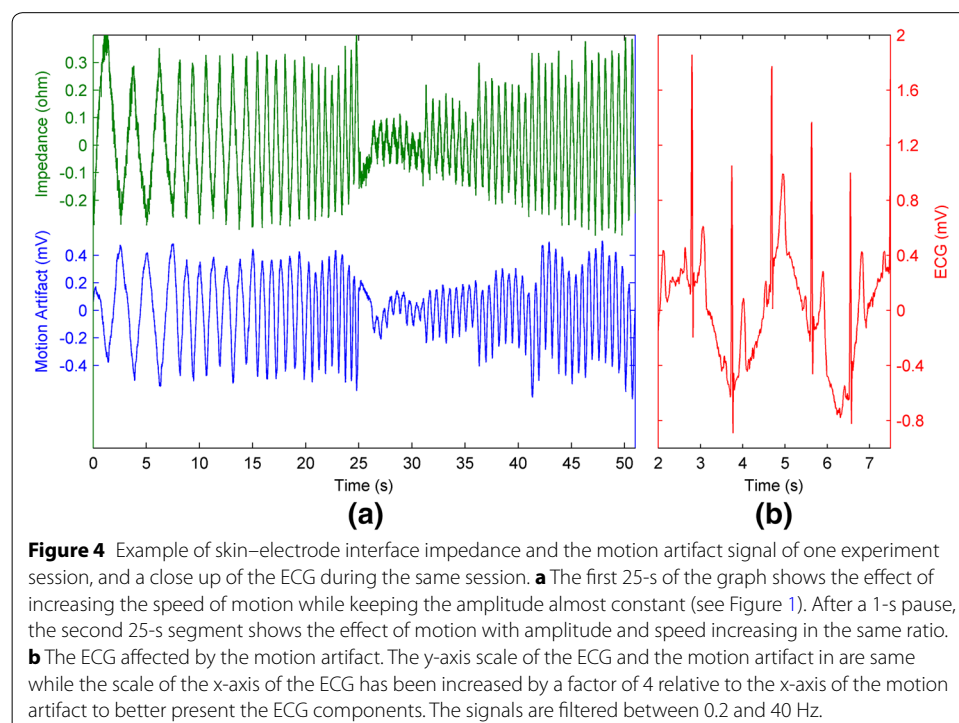 Impedance (ohm)
0.3
0.2
0.1
0
-0.1
-0.2
Motion Artifact (mV)
0.4
0.2
0
-0.2
-0.4
0 5 10 15 20 25 30 35 40 45 50
Time (s)
(a)
2
1.6
1.2
0.8
0.4
0
-0.4
-0.8
ECG (mV)
2 3 4 5 6 7
Time (s)
(b)
Figure 4 Example of skin–electrode interface impedance and the motion artifact signal of one experiment
session, and a close up of the ECG during the same session. a The first 25-s of the graph shows the effect of
increasing the speed of motion while keeping the amplitude almost constant (see Figure 1). After a 1-s pause,
the second 25-s segment shows the effect of motion with amplitude and speed increasing in the same ratio.
b The ECG affected by the motion artifact. The y-axis scale of the ECG and the motion artifact in are same
while the scale of the x-axis of the ECG has been increased by a factor of 4 relative to the x-axis of the motion
artifact to better present the ECG components. The signals are filtered between 0.2 and 40 Hz.